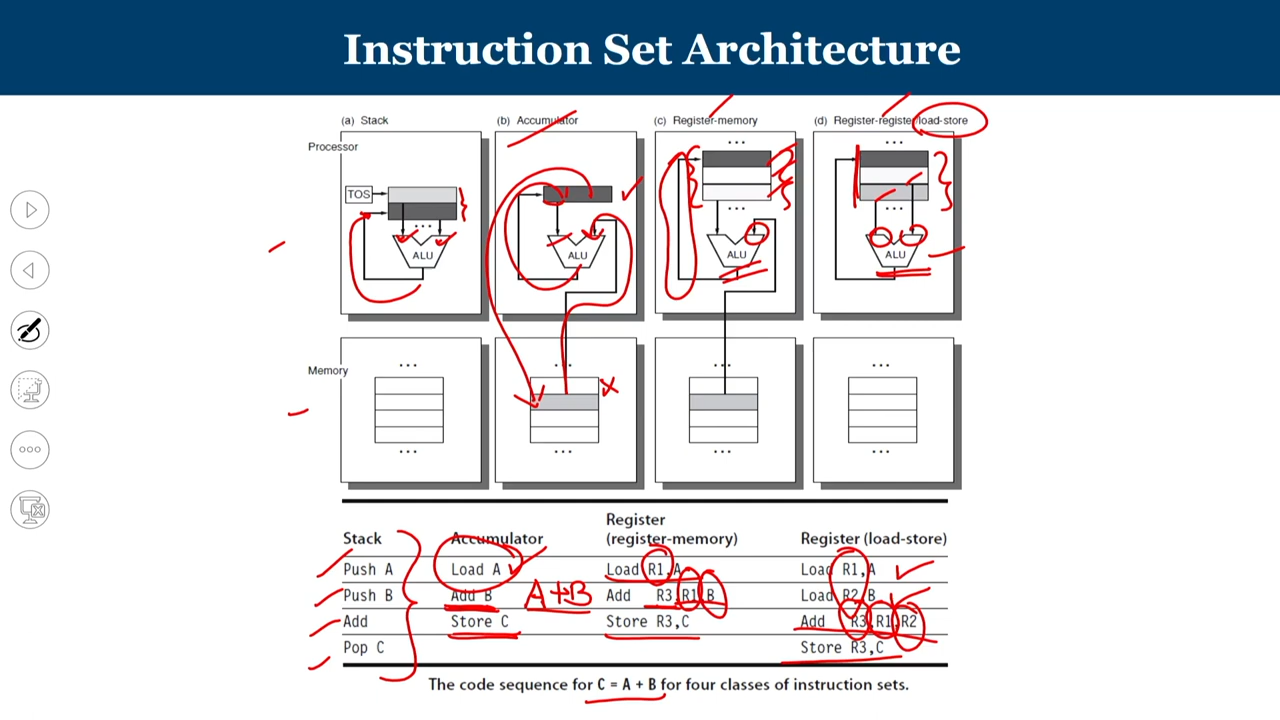 Instruction Set Architecture
(a) Stack
(b) Accumulator
(c) Register-memory
(d) Register-register/load-store
Processor
TOS
...
ALU
...
ALU
...
...
ALU
...
...
ALU
Memory
...
...
...
...
...
...
...
...
Stack
Accumulator
Register (register-memory)
Register (load-store)
Push A
Load A
Load R1,A
Load R1,A
Push B
Add B
A+B
Add R3,R1,B
Load R2,B
Add
Store C
Store R3,C
Add R3,R1,R2
Pop C
Store R3,C
The code sequence for C = A + B for four classes of instruction sets.